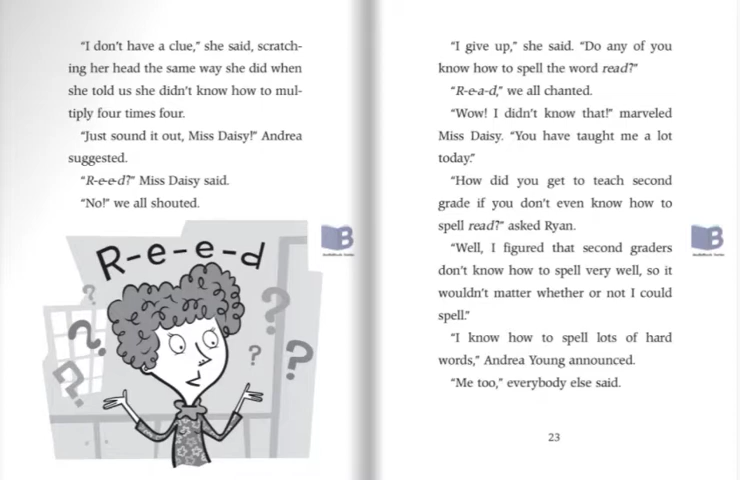 "I don't have a clue," she said, scratch-
ing her head the same way she did when
she told us she didn't know how to mul-
tiply four times four.
"Just sound it out, Miss Daisy!" Andrea
suggested.
"R-e-e-d?" Miss Daisy said.
"No!" we all shouted.
R-e-e-d
? ? ? ? ? ?
B
"I give up," she said. "Do any of you
know how to spell the word read?"
"R-e-a-d," we all chanted.
"Wow! I didn't know that!" marveled
Miss Daisy. "You have taught me a lot
today."
"How did you get to teach second
grade if you don't even know how to
spell read?" asked Ryan.
"Well, I figured that second graders
don't know how to spell very well, so it
wouldn't matter whether or not I could
spell."
"I know how to spell lots of hard
words," Andrea Young announced.
"Me too," everybody else said.
23
B